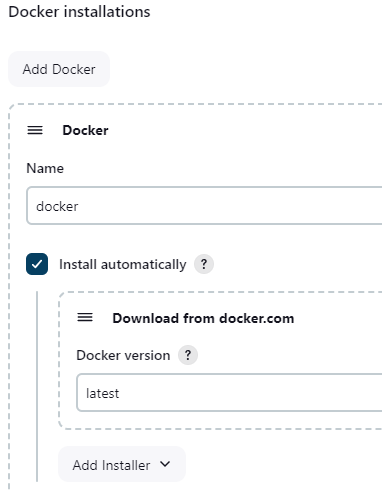 Docker installations
Add Docker
Docker
Name
docker
Install automatically ?
Download from docker.com
Docker version ?
latest
Add Installer